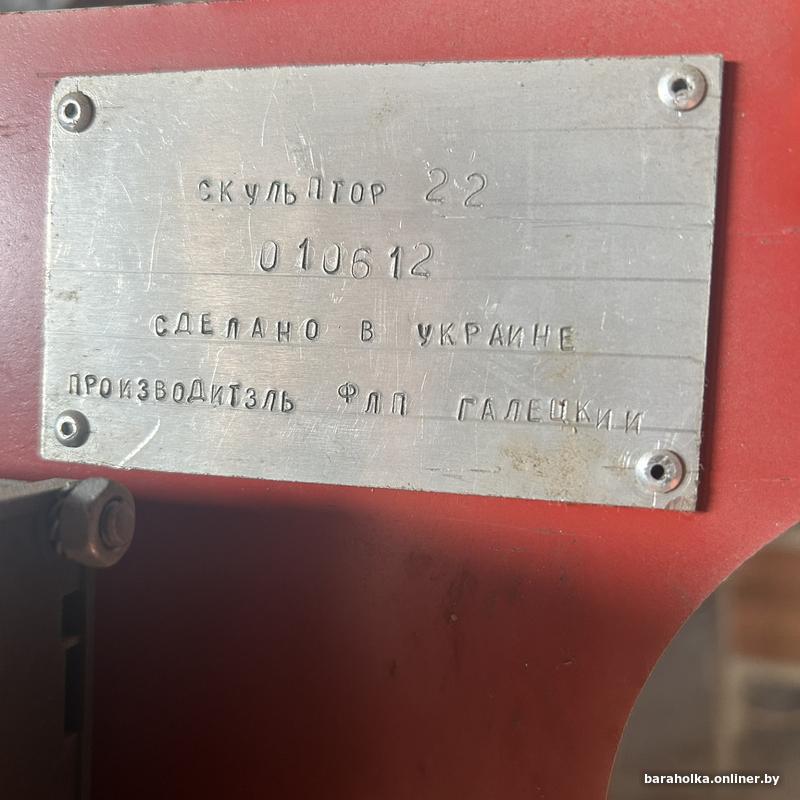 СКУЛЬПТОР 22
010612
СДЕЛАНО В УКРАИНЕ
ПРОИЗВОДИТЗЛЬ ФЛП ГАЛЕЦКИИ
baraholka.onliner.by